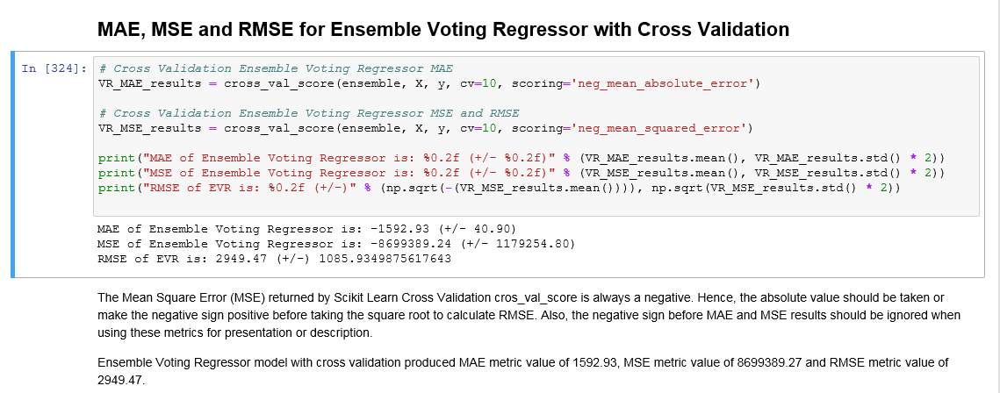 MAE, MSE and RMSE for Ensemble Voting Regressor with Cross Validation
In [324]: # Cross Validation Ensemble Voting Regressor MAE
VR_MAE_results = cross_val_score(ensemble, X, y, cv=10, scoring='neg_mean_absolute_error')
# Cross Validation Ensemble Voting Regressor MSE and RMSE
VR_MSE_results = cross_val_score(ensemble, X, y, cv=10, scoring='neg_mean_squared_error')
print("MAE of Ensemble Voting Regressor is: %0.2f (+/- %0.2f)" % (VR_MAE_results.mean(), VR_MAE_results.std() * 2))
print("MSE of Ensemble Voting Regressor is: %0.2f (+/- %0.2f)" % (VR_MSE_results.mean(), VR_MSE_results.std() * 2))
print("RMSE of EVR is: %0.2f (+/-)" % (np.sqrt(-(VR_MSE_results.mean()))), np.sqrt(VR_MSE_results.std() * 2))
MAE of Ensemble Voting Regressor is: -1592.93 (+/- 40.90)
MSE of Ensemble Voting Regressor is: -8699389.24 (+/- 1179254.80)
RMSE of EVR is: 2949.47 (+/-) 1085.9349875617643
The Mean Square Error (MSE) returned by Scikit Learn Cross Validation cros_val_score is always a negative. Hence, the absolute value should be taken or
make the negative sign positive before taking the square root to calculate RMSE. Also, the negative sign before MAE and MSE results should be ignored when
using these metrics for presentation or description.
Ensemble Voting Regressor model with cross validation produced MAE metric value of 1592.93, MSE metric value of 8699389.27 and RMSE metric value of
2949.47.